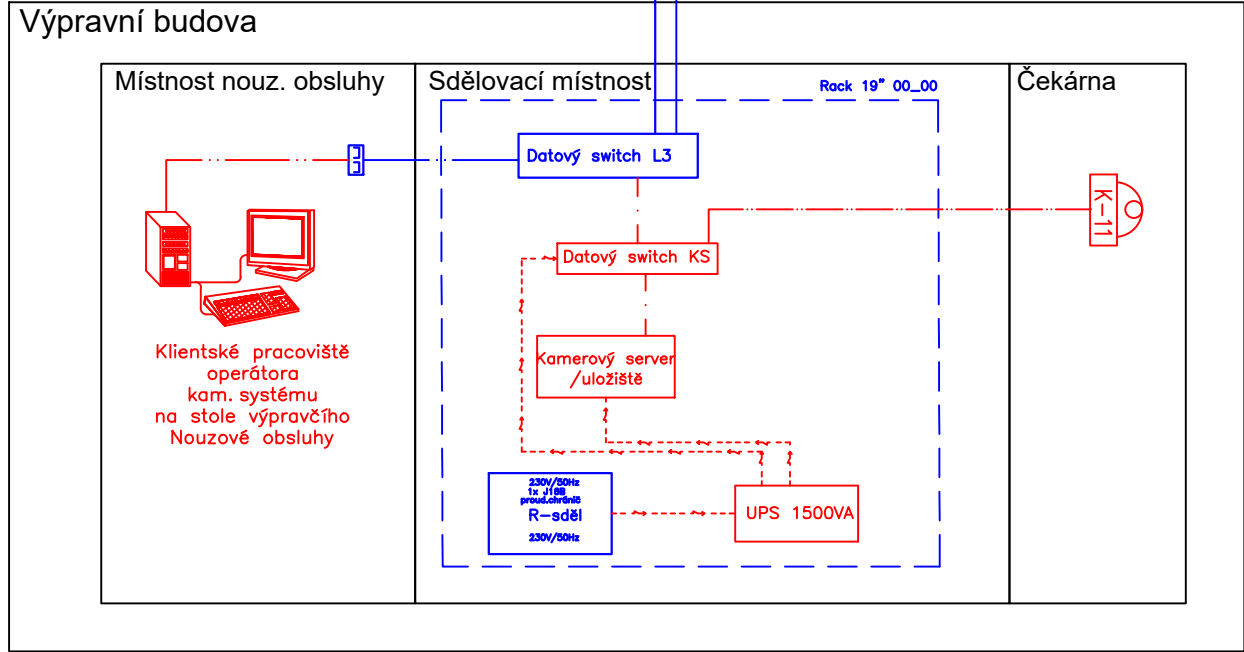 Výpravní budova
Místnost nouz. obsluhy
Sdělovací místnost
Rack 19" 00_00
Čekárna
Datový switch L3
K-11
Datový switch KS
Klientské pracoviště
operátora
kam. systému
na stole výpravčího
Nouzové obsluhy
Kamerový server
/uložiště
230V/50Hz
1x J16B
proud.chránič
R-sděl
230V/50Hz
UPS 1500VA